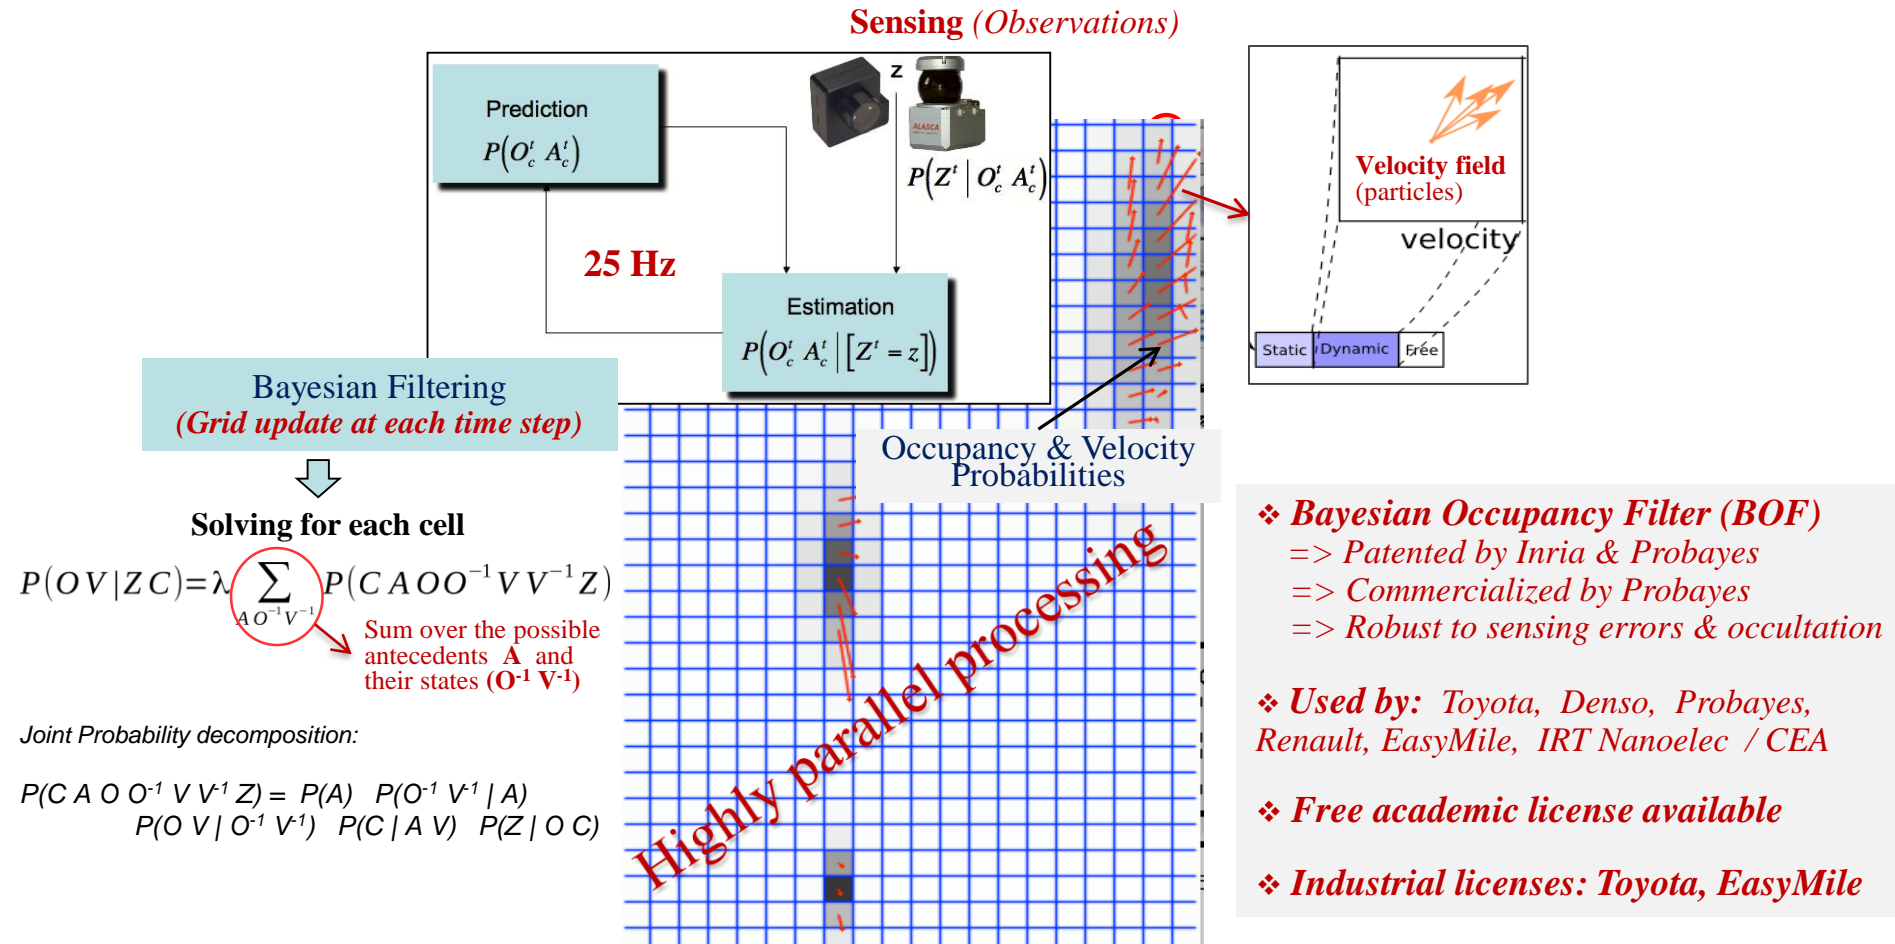 Sensing (Observations)
Prediction
P(O_c^t A_c^t)
z
ALASCA
P(Z^t | O_c^t A_c^t)
25 Hz
Estimation
P(O_c^t A_c^t | [Z^t = z])
Velocity field
(particles)
velocity
Static Dynamic Free
Bayesian Filtering
(Grid update at each time step)
Occupancy & Velocity
Probabilities
Solving for each cell
P(O V|Z C)=λ ∑ P(C A O O⁻¹ V V⁻¹ Z)
A O⁻¹ V⁻¹
Sum over the possible
antecedents A and
their states (O⁻¹ V⁻¹)
Joint Probability decomposition:
P(C A O O⁻¹ V V⁻¹ Z) = P(A) P(O⁻¹ V⁻¹ | A)
P(O V | O⁻¹ V⁻¹) P(C | A V) P(Z | O C)
Highly parallel processing
❖ Bayesian Occupancy Filter (BOF)
=> Patented by Inria & Probayes
=> Commercialized by Probayes
=> Robust to sensing errors & occultation
❖ Used by: Toyota, Denso, Probayes,
Renault, EasyMile, IRT Nanoelec / CEA
❖ Free academic license available
❖ Industrial licenses: Toyota, EasyMile